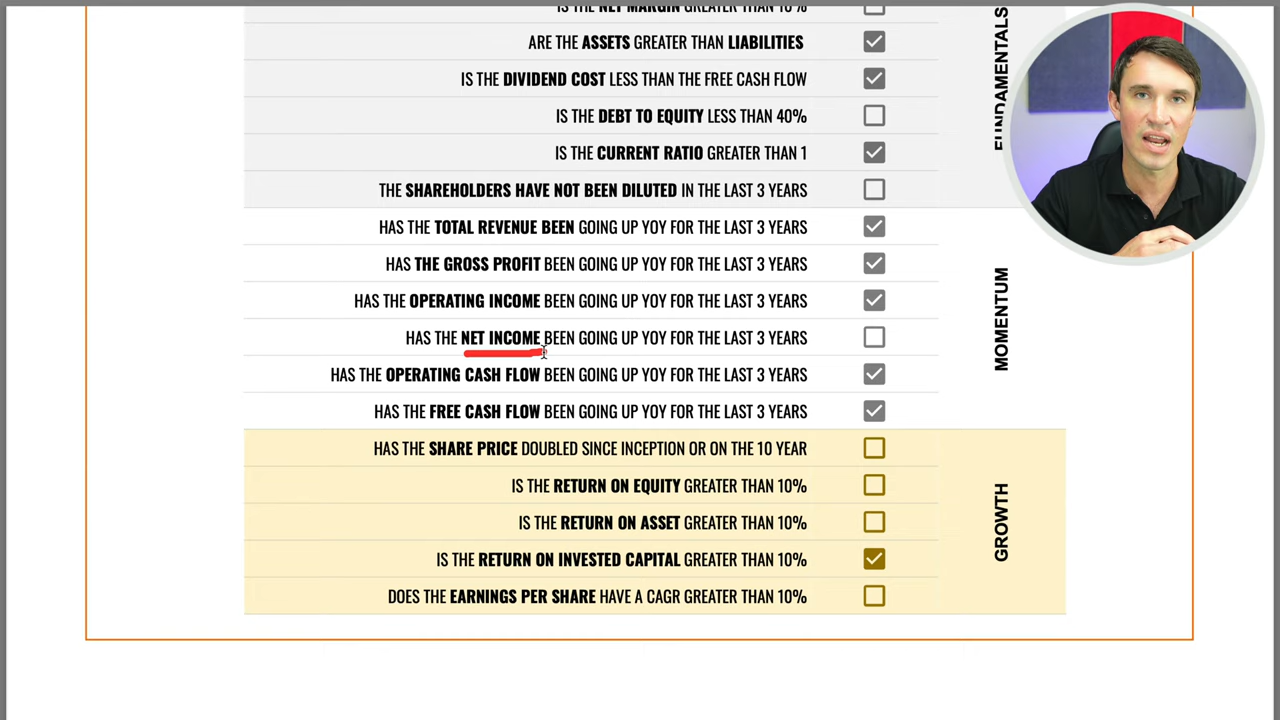 IS THE NET MARGIN GREATER THAN 10%
ARE THE ASSETS GREATER THAN LIABILITIES
IS THE DIVIDEND COST LESS THAN THE FREE CASH FLOW
IS THE DEBT TO EQUITY LESS THAN 40%
IS THE CURRENT RATIO GREATER THAN 1
THE SHAREHOLDERS HAVE NOT BEEN DILUTED IN THE LAST 3 YEARS
FUNDAMENTALS
HAS THE TOTAL REVENUE BEEN GOING UP YOY FOR THE LAST 3 YEARS
HAS THE GROSS PROFIT BEEN GOING UP YOY FOR THE LAST 3 YEARS
HAS THE OPERATING INCOME BEEN GOING UP YOY FOR THE LAST 3 YEARS
HAS THE NET INCOME BEEN GOING UP YOY FOR THE LAST 3 YEARS
HAS THE OPERATING CASH FLOW BEEN GOING UP YOY FOR THE LAST 3 YEARS
HAS THE FREE CASH FLOW BEEN GOING UP YOY FOR THE LAST 3 YEARS
MOMENTUM
HAS THE SHARE PRICE DOUBLED SINCE INCEPTION OR ON THE 10 YEAR
IS THE RETURN ON EQUITY GREATER THAN 10%
IS THE RETURN ON ASSET GREATER THAN 10%
IS THE RETURN ON INVESTED CAPITAL GREATER THAN 10%
DOES THE EARNINGS PER SHARE HAVE A CAGR GREATER THAN 10%
GROWTH